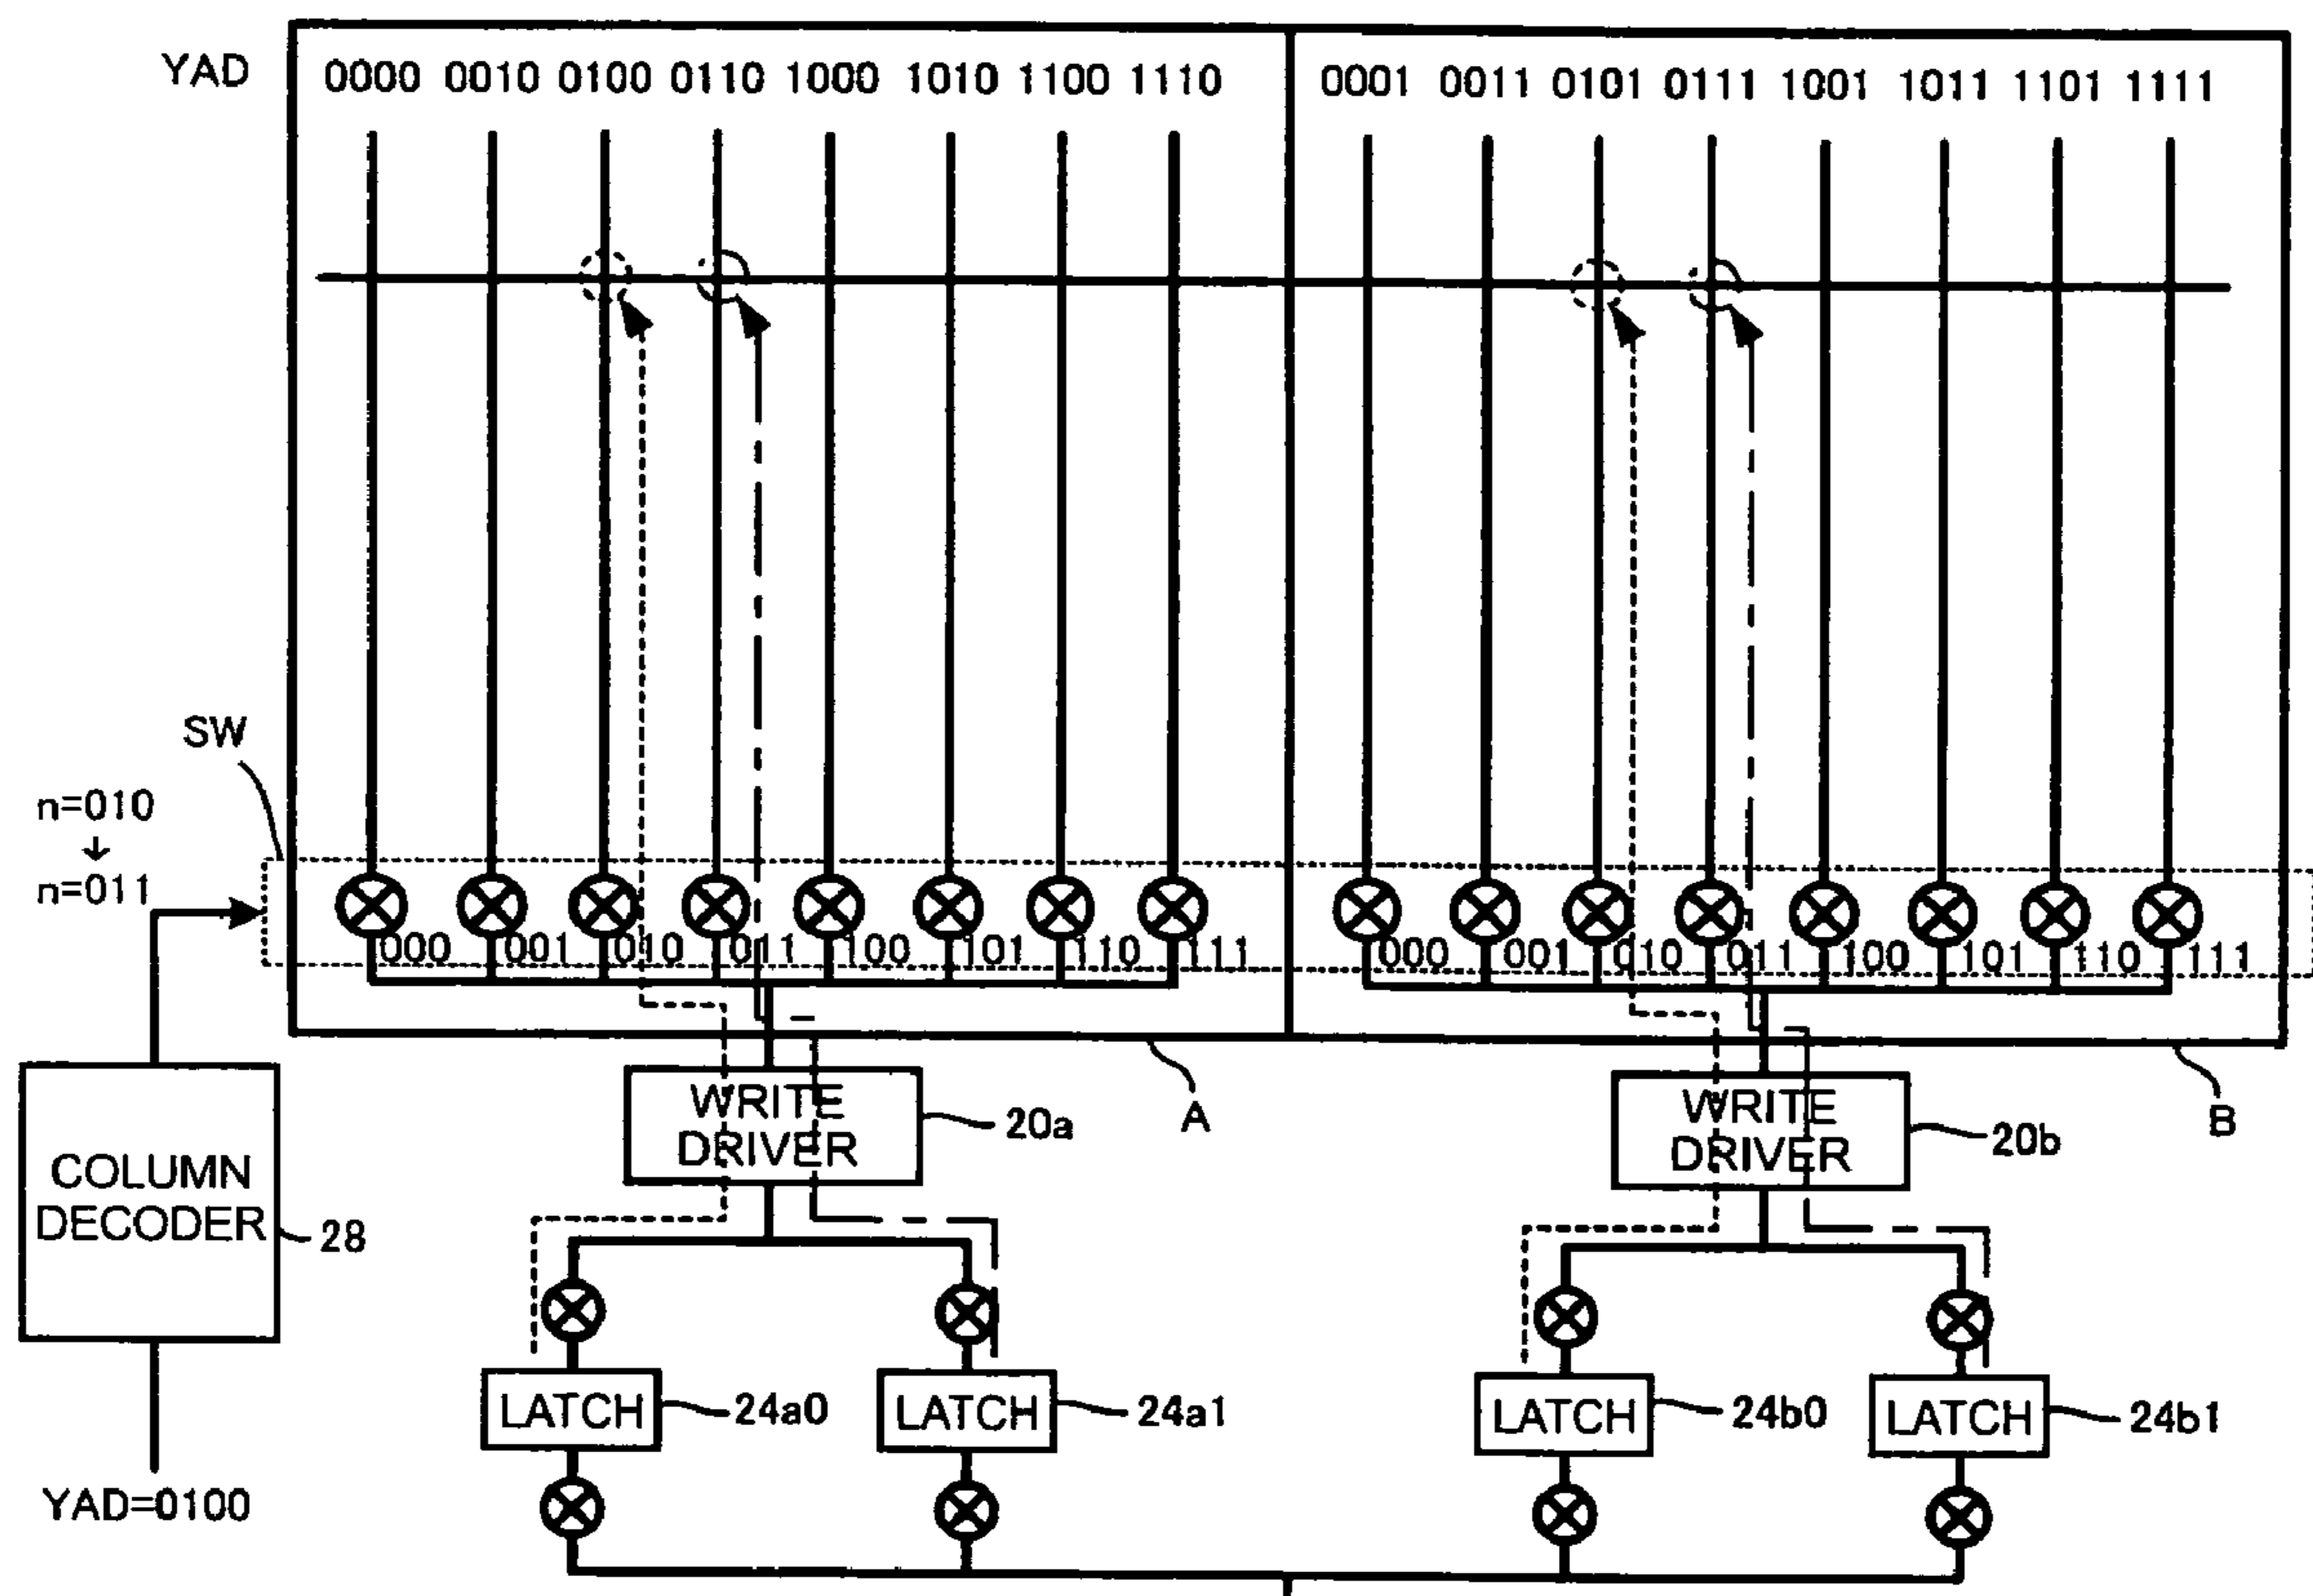 YAD 0000 0010 0100 0110 1000 1010 1100 1110 0001 0011 0101 0111 1001 1011 1101 1111
SW
n=010
↓
n=011
000 001 010 011 100 101 110 111 000 001 010 011 100 101 110 111
A
B
WRITE
DRIVER
20a
WRITE
DRIVER
20b
COLUMN
DECODER
28
LATCH
24a0
LATCH
24a1
LATCH
24b0
LATCH
24b1
YAD=0100